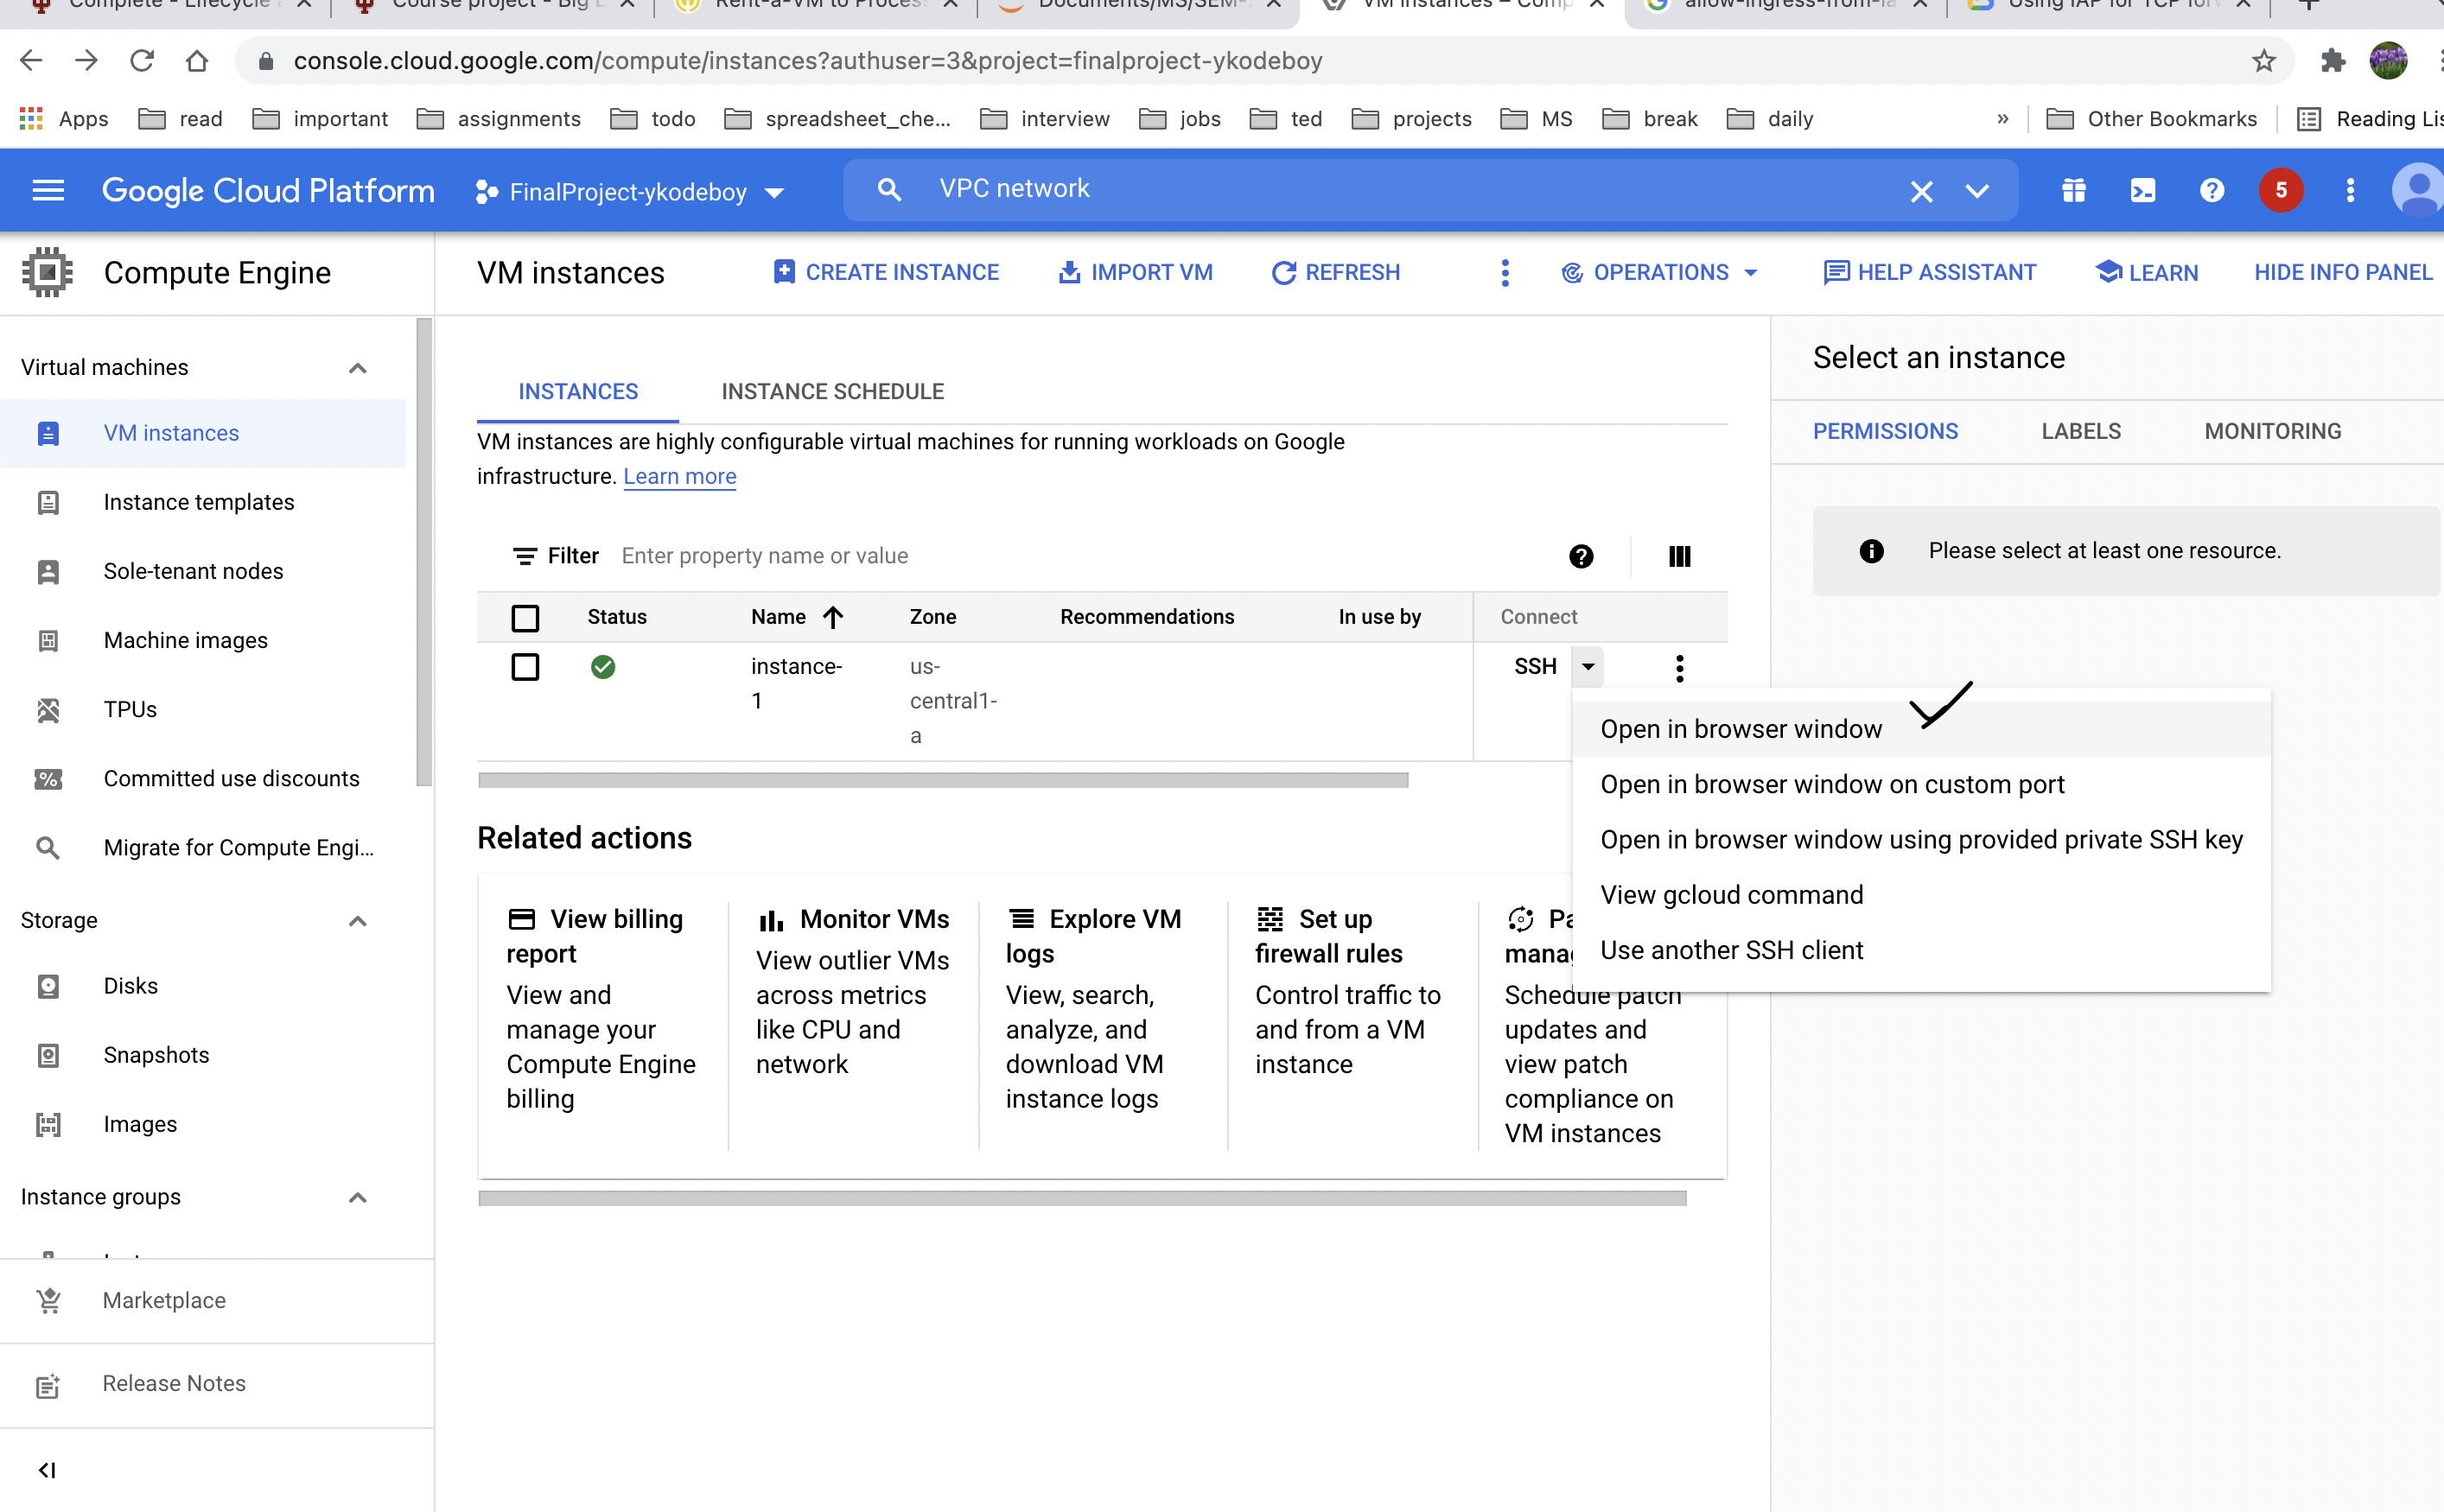 Complete - Lifecycle
Course project - Big D
Rent-a-VM to Process
Documents/MS/SEM-
VM instances – Comp
allow-ingress-from-ia
Using IAP for TCP forw
console.cloud.google.com/compute/instances?authuser=3&project=finalproject-ykodeboy
Apps read important assignments todo spreadsheet_che... interview jobs ted projects MS break daily » Other Bookmarks Reading Lis
Google Cloud Platform FinalProject-ykodeboy VPC network 5
Compute Engine
VM instances CREATE INSTANCE IMPORT VM REFRESH OPERATIONS HELP ASSISTANT LEARN HIDE INFO PANEL
Virtual machines
VM instances
Instance templates
Sole-tenant nodes
Machine images
TPUs
Committed use discounts
Migrate for Compute Engi...
Storage
Disks
Snapshots
Images
Instance groups
Marketplace
Release Notes
INSTANCES INSTANCE SCHEDULE
VM instances are highly configurable virtual machines for running workloads on Google
infrastructure. Learn more
Filter Enter property name or value
Status Name Zone Recommendations In use by Connect
instance-
1
us-
central1-
a
SSH
Open in browser window
Open in browser window on custom port
Open in browser window using provided private SSH key
View gcloud command
Use another SSH client
Related actions
View billing
report
View and
manage your
Compute Engine
billing
Monitor VMs
View outlier VMs
across metrics
like CPU and
network
Explore VM
logs
View, search,
analyze, and
download VM
instance logs
Set up
firewall rules
Control traffic to
and from a VM
instance
Pa
mana
Schedule patch
updates and
view patch
compliance on
VM instances
Select an instance
PERMISSIONS LABELS MONITORING
Please select at least one resource.